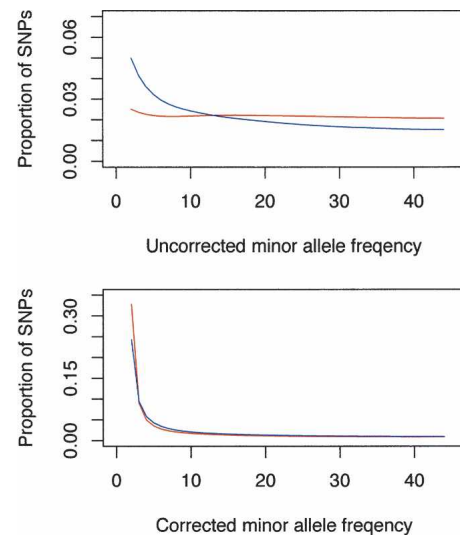 Proportion of SNPs
0.00 0.03 0.06
0 10 20 30 40
Uncorrected minor allele freqency
Proportion of SNPs
0.00 0.15 0.30
0 10 20 30 40
Corrected minor allele freqency